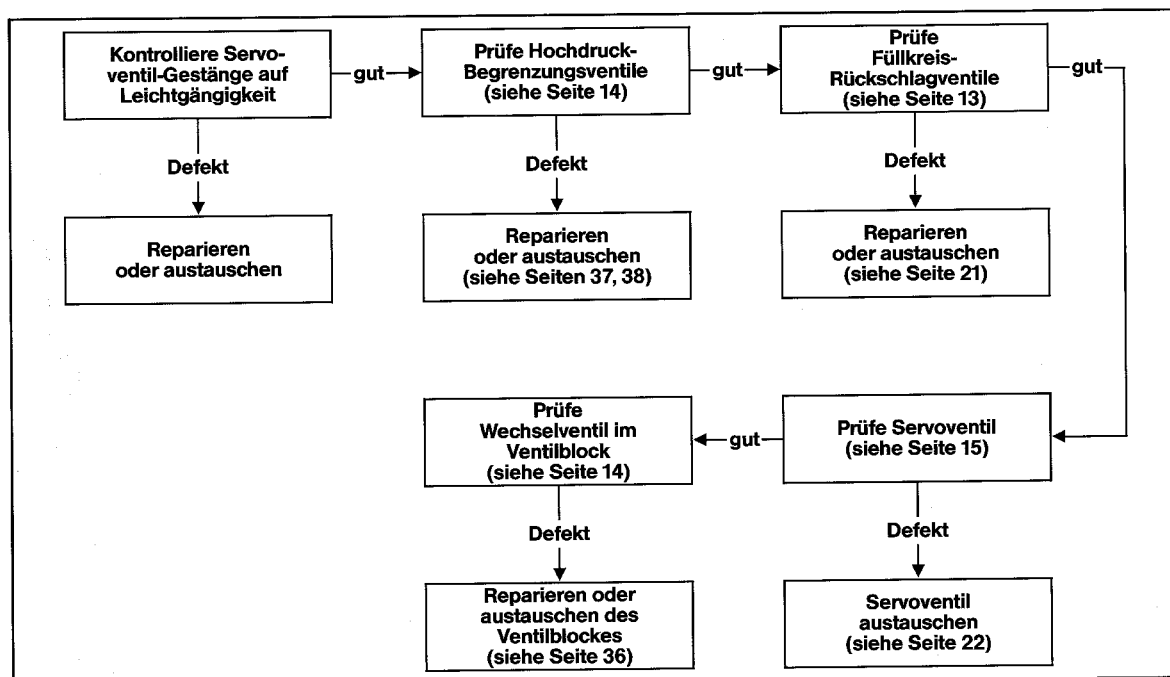 Kontrolliere Servo-
ventil-Gestänge auf
Leichtgängigkeit
gut
Prüfe Hochdruck-
Begrenzungsventile
(siehe Seite 14)
gut
Prüfe
Füllkreis-
Rückschlagventile
(siehe Seite 13)
gut
Defekt
Defekt
Defekt
Reparieren
oder austauschen
Reparieren
oder austauschen
(siehe Seiten 37, 38)
Reparieren
oder austauschen
(siehe Seite 21)
Prüfe Servoventil
(siehe Seite 15)
gut
Prüfe
Wechselventil im
Ventilblock
(siehe Seite 14)
Defekt
Defekt
Reparieren oder
austauschen des
Ventilblockes
(siehe Seite 36)
Servoventil
austauschen
(siehe Seite 22)